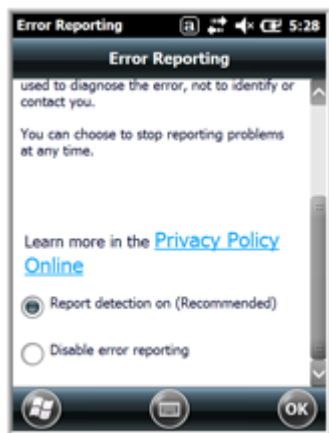 Error Reporting a 5:28
Error Reporting
used to diagnose the error, not to identify or
contact you.
You can choose to stop reporting problems
at any time.
Learn more in the Privacy Policy
Online
Report detection on (Recommended)
Disable error reporting
OK